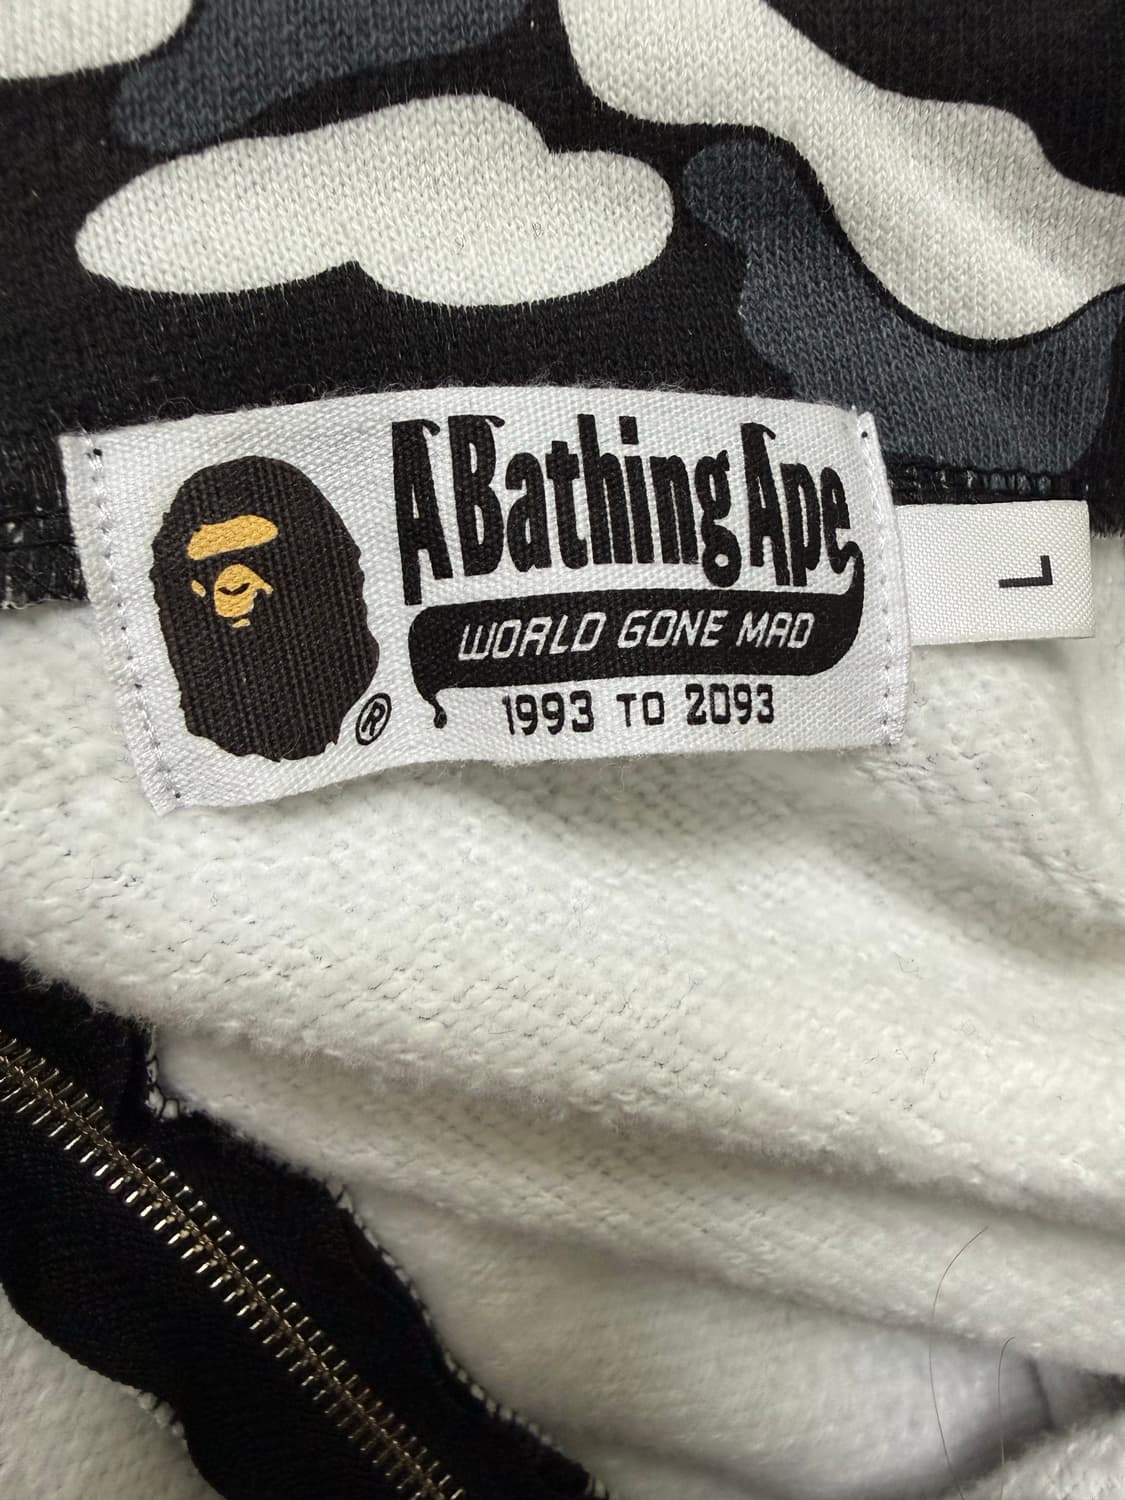 A Bathing Ape
WORLD GONE MAD
®
1993 TO 2093
L